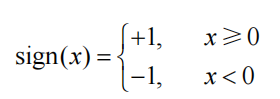 +1, x⩾0
sign(x)=
-1, x<0